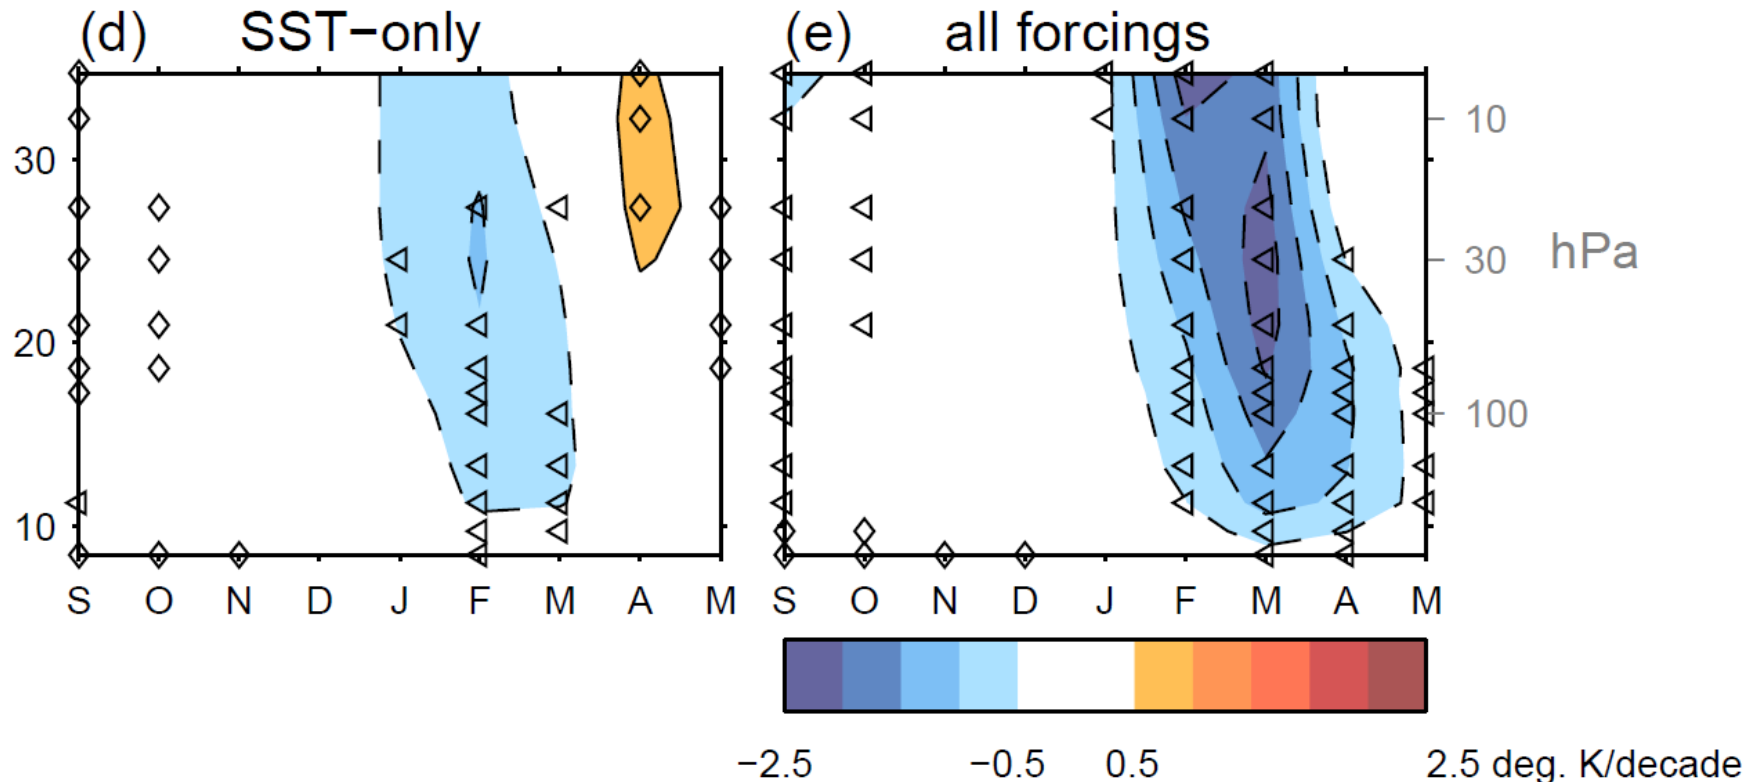 (d) SST−only
(e) all forcings
30
20
10
10
30 hPa
100
S O N D J F M A M
S O N D J F M A M
−2.5 −0.5 0.5 2.5 deg. K/decade